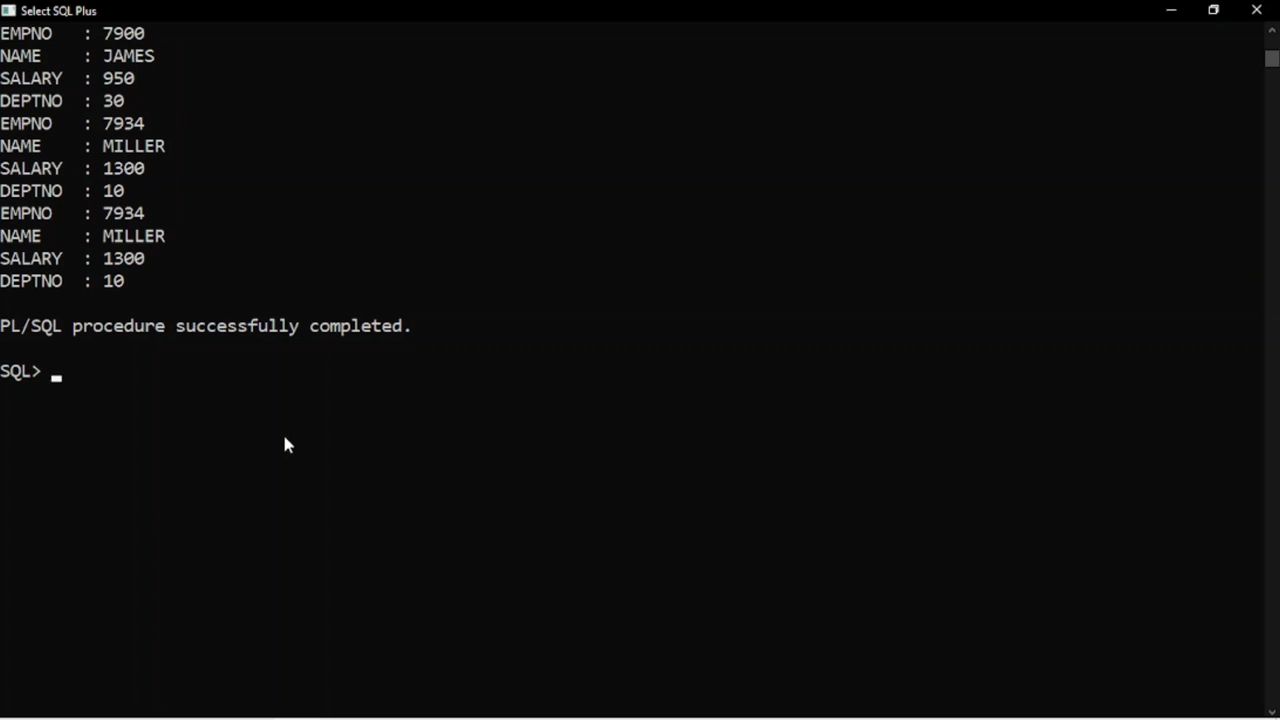 Select SQL Plus
EMPNO   : 7900
NAME    : JAMES
SALARY  : 950
DEPTNO  : 30
EMPNO   : 7934
NAME    : MILLER
SALARY  : 1300
DEPTNO  : 10
EMPNO   : 7934
NAME    : MILLER
SALARY  : 1300
DEPTNO  : 10
PL/SQL procedure successfully completed.
SQL>